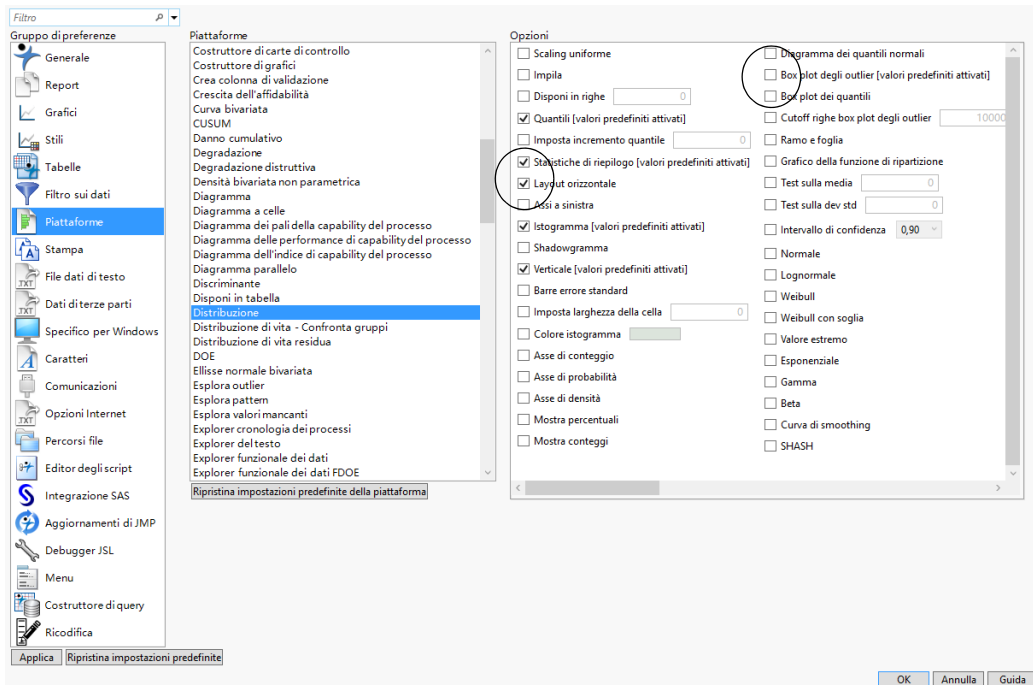 Filtro
Gruppo di preferenze
Generale
Report
Grafici
Stili
Tabelle
Filtro sui dati
Piattaforme
Stampa
File dati di testo
Dati di terze parti
Specifico per Windows
Caratteri
Comunicazioni
Opzioni Internet
Percorsi file
Editor degli script
Integrazione SAS
Aggiornamenti di JMP
Debugger JSL
Menu
Costruttore di query
Ricodifica
Applica
Ripristina impostazioni predefinite
Piattaforme
Costruttore di carte di controllo
Costruttore di grafici
Crea colonna di validazione
Crescita dell'affidabilità
Curva bivariata
CUSUM
Danno cumulativo
Degradazione
Degradazione distruttiva
Densità bivariata non parametrica
Diagramma
Diagramma a celle
Diagramma dei pali della capability del processo
Diagramma delle performance di capability del processo
Diagramma dell'indice di capability del processo
Diagramma parallelo
Discriminante
Disponi in tabella
Distribuzione
Distribuzione di vita - Confronta gruppi
Distribuzione di vita residua
DOE
Ellisse normale bivariata
Esplora outlier
Esplora pattern
Esplora valori mancanti
Explorer cronologia dei processi
Explorer del testo
Explorer funzionale dei dati
Explorer funzionale dei dati FDOE
Ripristina impostazioni predefinite della piattaforma
Opzioni
Scaling uniforme
Impila
Disponi in righe 0
Quantili [valori predefiniti attivati]
Imposta incremento quantile 0
Statistiche di riepilogo [valori predefiniti attivati]
Layout orizzontale
Assi a sinistra
Istogramma [valori predefiniti attivati]
Shadowgramma
Verticale [valori predefiniti attivati]
Barre errore standard
Imposta larghezza della cella 0
Colore istogramma
Asse di conteggio
Asse di probabilità
Asse di densità
Mostra percentuali
Mostra conteggi
Diagramma dei quantili normali
Box plot degli outlier [valori predefiniti attivati]
Box plot dei quantili
Cutoff righe box plot degli outlier 10000
Ramo e foglia
Grafico della funzione di ripartizione
Test sulla media 0
Test sulla dev std 0
Intervallo di confidenza 0,90
Normale
Lognormale
Weibull
Weibull con soglia
Valore estremo
Esponenziale
Gamma
Beta
Curva di smoothing
SHASH
OK
Annulla
Guida